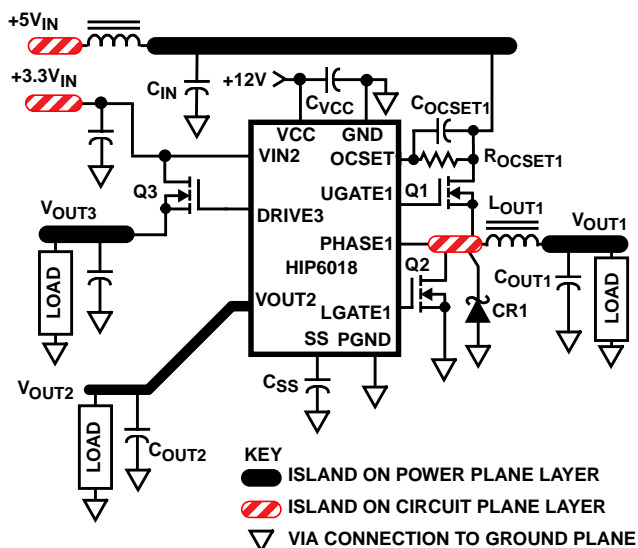 +5VIN
+3.3VIN
CIN
+12V
CVCC
COCSET1
VCC
GND
VIN2
OCSET
ROCSET1
Q3
UGATE1
Q1
DRIVE3
LOUT1
VOUT3
VOUT1
PHASE1
HIP6018
Q2
COUT1
LOAD
LOAD
VOUT2
LGATE1
CR1
SS
PGND
CSS
VOUT2
LOAD
COUT2
KEY
ISLAND ON POWER PLANE LAYER
ISLAND ON CIRCUIT PLANE LAYER
VIA CONNECTION TO GROUND PLANE